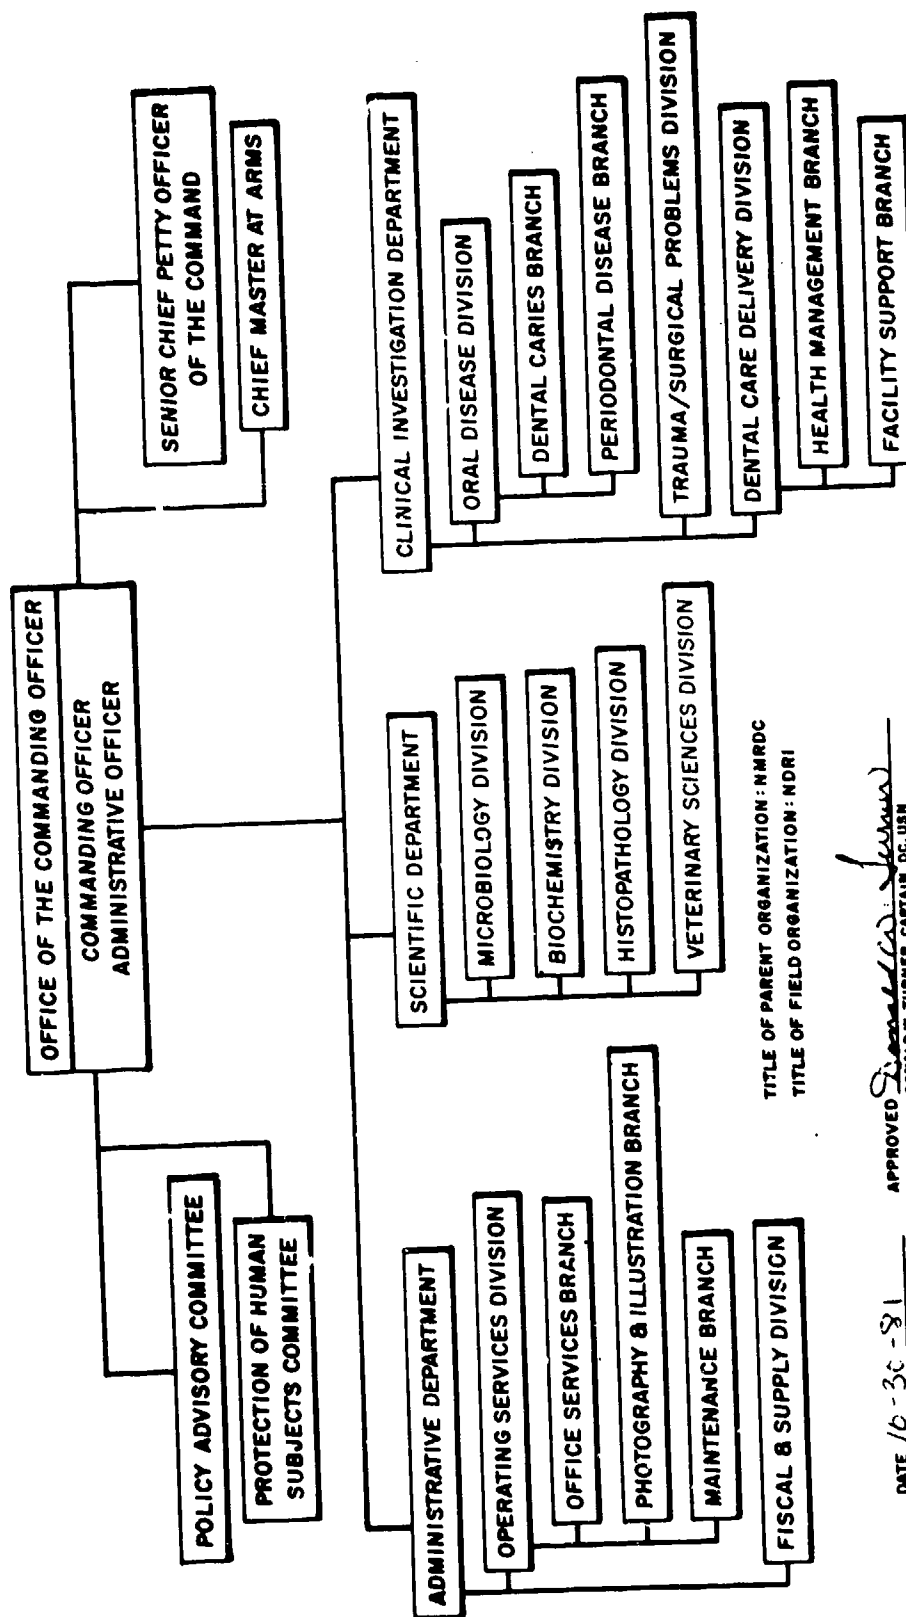 OFFICE OF THE COMMANDING OFFICER
COMMANDING OFFICER
ADMINISTRATIVE OFFICER
POLICY ADVISORY COMMITTEE
PROTECTION OF HUMAN
SUBJECTS COMMITTEE
SENIOR CHIEF PETTY OFFICER
OF THE COMMAND
CHIEF MASTER AT ARMS
ADMINISTRATIVE DEPARTMENT
OPERATING SERVICES DIVISION
OFFICE SERVICES BRANCH
PHOTOGRAPHY & ILLUSTRATION BRANCH
MAINTENANCE BRANCH
FISCAL & SUPPLY DIVISION
SCIENTIFIC DEPARTMENT
MICROBIOLOGY DIVISION
BIOCHEMISTRY DIVISION
HISTOPATHOLOGY DIVISION
VETERINARY SCIENCES DIVISION
CLINICAL INVESTIGATION DEPARTMENT
ORAL DISEASE DIVISION
DENTAL CARIES BRANCH
PERIODONTAL DISEASE BRANCH
TRAUMA/SURGICAL PROBLEMS DIVISION
DENTAL CARE DELIVERY DIVISION
HEALTH MANAGEMENT BRANCH
FACILITY SUPPORT BRANCH
TITLE OF PARENT ORGANIZATION: NMRDC
TITLE OF FIELD ORGANIZATION: NDRI
DATE 10-30-81
APPROVED
TURNER CAPTAIN, DC, USN